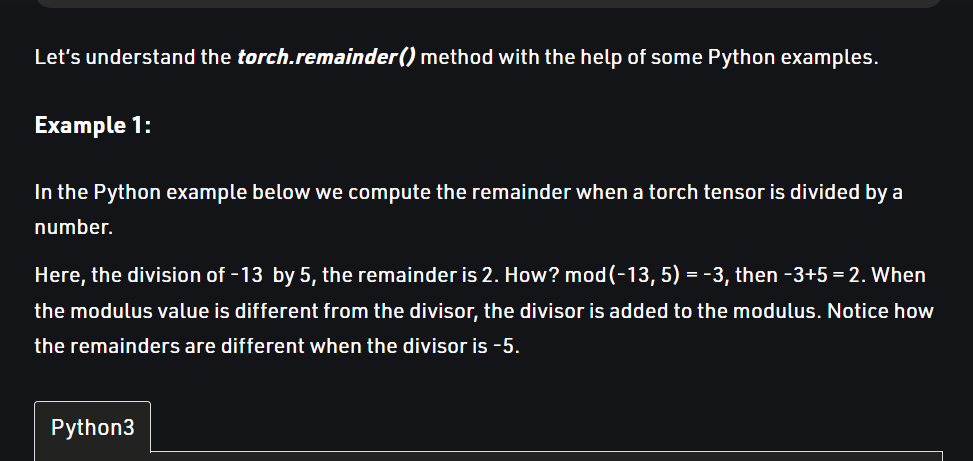 Let's understand the torch.remainder() method with the help of some Python examples.
Example 1:
In the Python example below we compute the remainder when a torch tensor is divided by a
number.
Here, the division of -13 by 5, the remainder is 2. How? mod(-13, 5) = -3, then -3+5 = 2. When
the modulus value is different from the divisor, the divisor is added to the modulus. Notice how
the remainders are different when the divisor is -5.
Python3